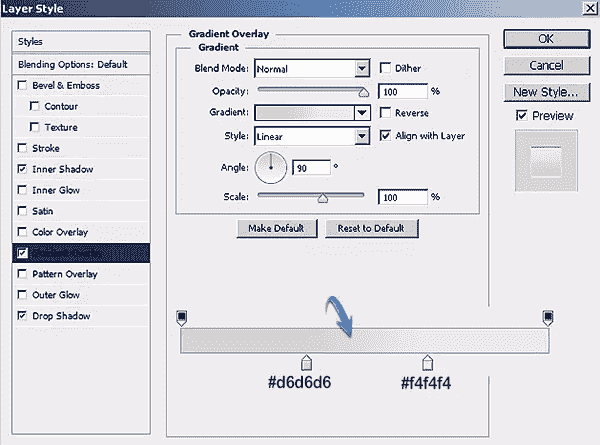 Layer Style
Styles
Blending Options: Default
Bevel & Emboss
Contour
Texture
Stroke
Inner Shadow
Inner Glow
Satin
Color Overlay
Pattern Overlay
Outer Glow
Drop Shadow
Gradient Overlay
Gradient
Blend Mode: Normal Dither
Opacity: 100 %
Gradient: Reverse
Style: Linear Align with Layer
Angle: 90 °
Scale: 100 %
Make Default Reset to Default
#d6d6d6 #f4f4f4
OK
Cancel
New Style...
Preview